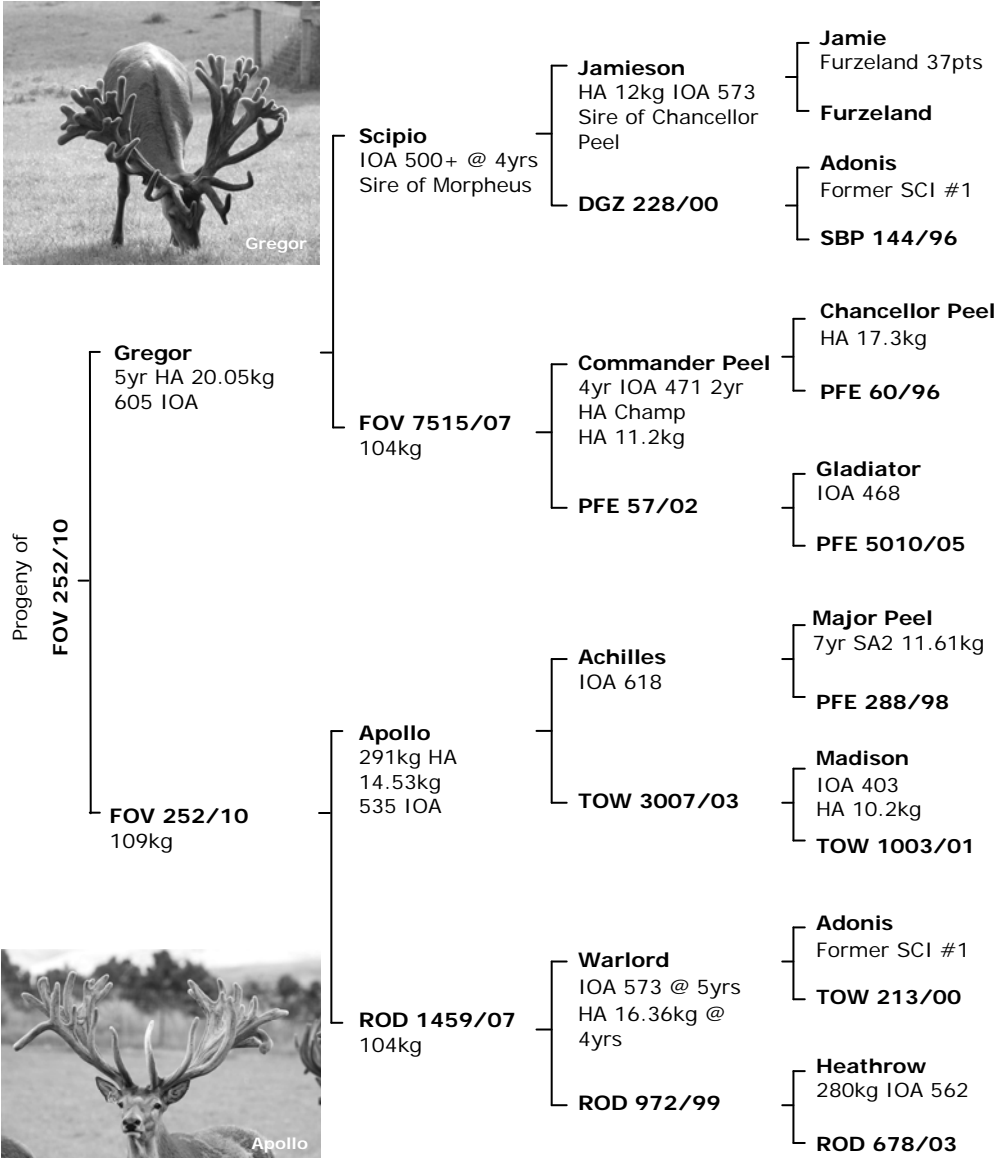 Gregor
Apollo
Progeny of
FOV 252/10
Gregor
5yr HA 20.05kg
605 IOA
FOV 252/10
109kg
Scipio
IOA 500+ @ 4yrs
Sire of Morpheus
FOV 7515/07
104kg
Apollo
291kg HA
14.53kg
535 IOA
ROD 1459/07
104kg
Jamieson
HA 12kg IOA 573
Sire of Chancellor
Peel
DGZ 228/00
Commander Peel
4yr IOA 471 2yr
HA Champ
HA 11.2kg
PFE 57/02
Achilles
IOA 618
TOW 3007/03
Warlord
IOA 573 @ 5yrs
HA 16.36kg @
4yrs
ROD 972/99
Jamie
Furzeland 37pts
Furzeland
Adonis
Former SCI #1
SBP 144/96
Chancellor Peel
HA 17.3kg
PFE 60/96
Gladiator
IOA 468
PFE 5010/05
Major Peel
7yr SA2 11.61kg
PFE 288/98
Madison
IOA 403
HA 10.2kg
TOW 1003/01
Adonis
Former SCI #1
TOW 213/00
Heathrow
280kg IOA 562
ROD 678/03